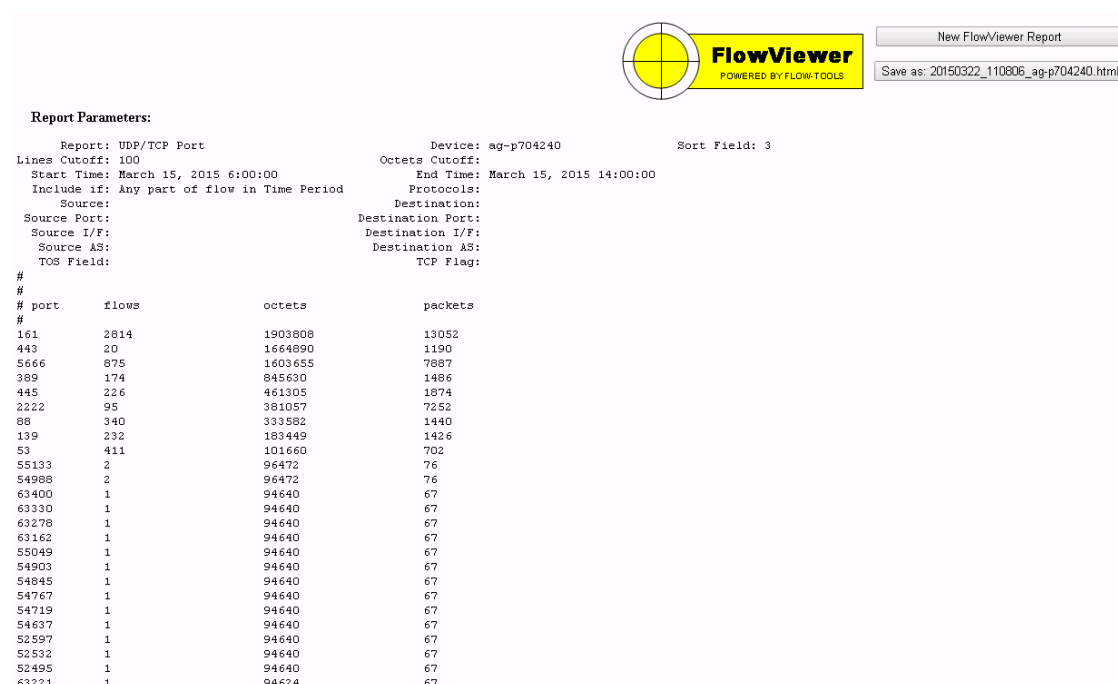 FlowViewer
POWERED BY FLOW-TOOLS
New FlowViewer Report
Save as: 20150322_110806_ag-p704240.html
Report Parameters:
Report: UDP/TCP Port Device: ag-p704240 Sort Field: 3
Lines Cutoff: 100 Octets Cutoff:
Start Time: March 15, 2015 6:00:00 End Time: March 15, 2015 14:00:00
Include if: Any part of flow in Time Period Protocols:
Source: Destination:
Source Port: Destination Port:
Source I/F: Destination I/F:
Source AS: Destination AS:
TOS Field: TCP Flag:
#
#
# port flows octets packets
#
161 2814 1903808 13052
443 20 1664890 1190
5666 875 1603655 7887
389 174 845630 1486
445 226 461305 1874
2222 95 381057 7252
88 340 333582 1440
139 232 183449 1426
53 411 101660 702
55133 2 96472 76
54988 2 96472 76
63400 1 94640 67
63330 1 94640 67
63278 1 94640 67
63162 1 94640 67
55049 1 94640 67
54903 1 94640 67
54845 1 94640 67
54767 1 94640 67
54719 1 94640 67
54637 1 94640 67
52597 1 94640 67
52532 1 94640 67
52495 1 94640 67
63221 1 94624 67